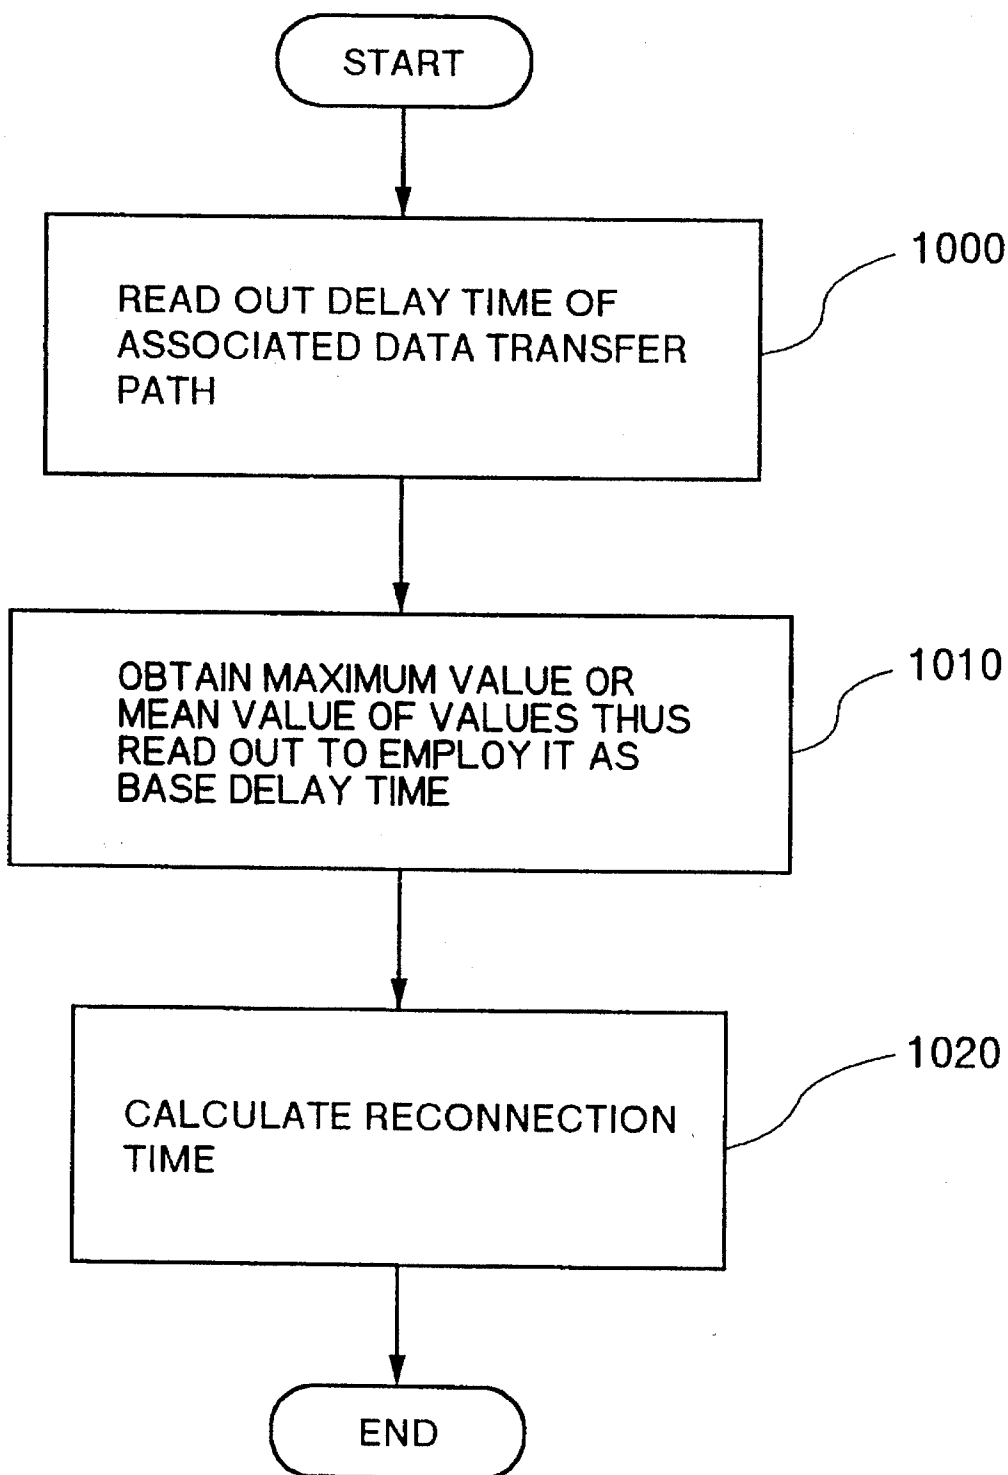 START
1000
READ OUT DELAY TIME OF
ASSOCIATED DATA TRANSFER
PATH
1010
OBTAIN MAXIMUM VALUE OR
MEAN VALUE OF VALUES THUS
READ OUT TO EMPLOY IT AS
BASE DELAY TIME
1020
CALCULATE RECONNECTION
TIME
END